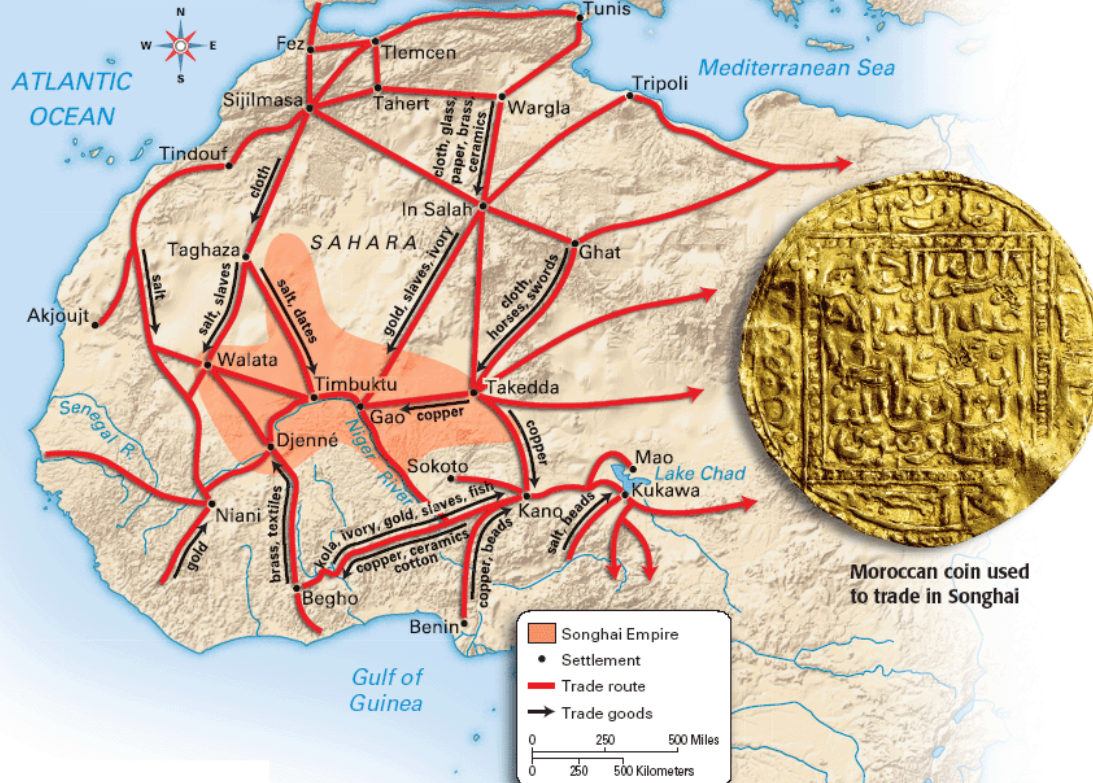 N
W
E
S
ATLANTIC
OCEAN
Mediterranean Sea
Tunis
Fez
Tlemcen
Tripoli
Sijilmasa
Tahert
Wargla
cloth, glass,
paper, brass,
ceramics
Tindouf
cloth
In Salah
SAHARA
Taghaza
Ghat
salt
salt, slaves
salt, dates
gold, slaves, ivory
cloth,
horses, swords
Akjoujt
Walata
Timbuktu
Gao
Takedda
copper
Senegal R.
Djenné
Niger River
copper
Sokoto
Mao
Lake Chad
Kukawa
Niani
Kano
gold
brass, textiles
kola, ivory, gold, slaves, fish
copper, ceramics
cotton
copper, beads
salt, beads
Begho
Benin
Gulf of
Guinea
Moroccan coin used
to trade in Songhai
Songhai Empire
Settlement
Trade route
Trade goods
0 250 500 Miles
0 250 500 Kilometers